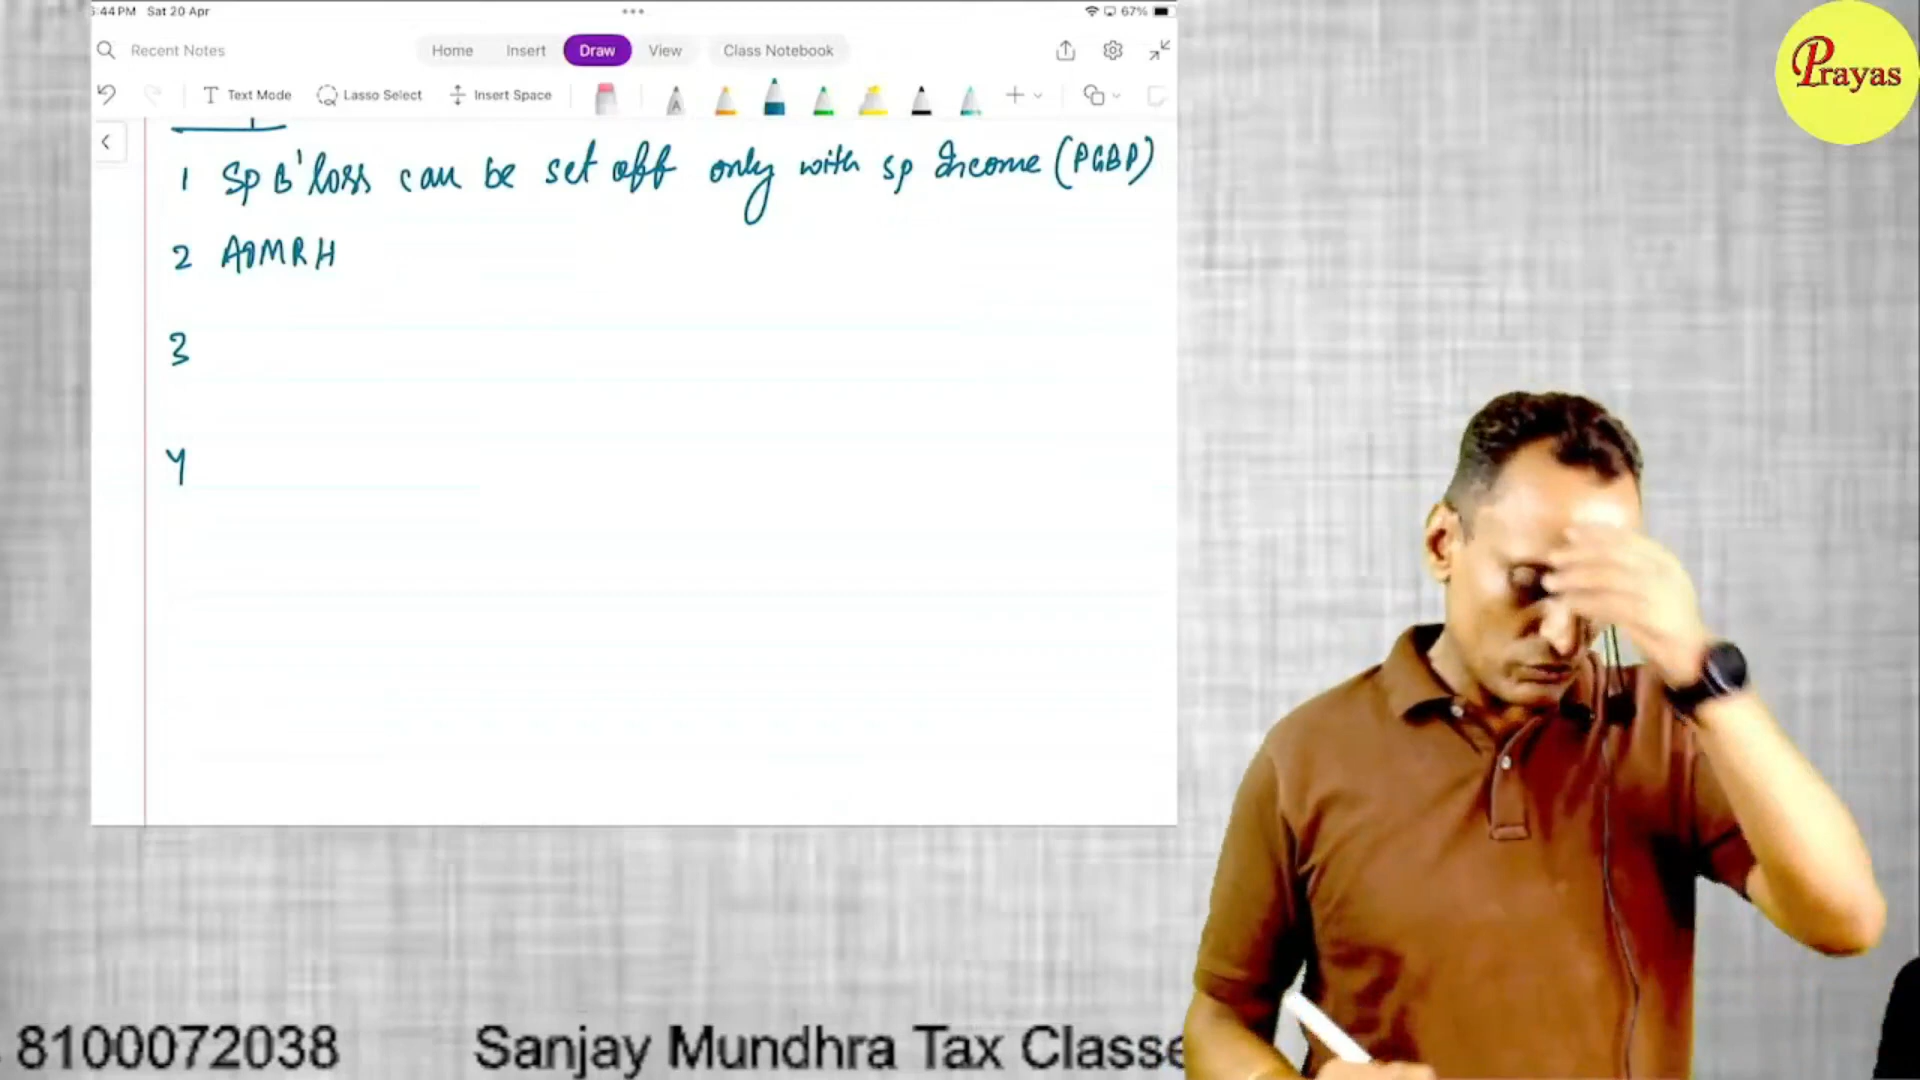 :44 PM Sat 20 Apr
67%
Recent Notes
Home Insert Draw View Class Notebook
Text Mode Lasso Select Insert Space
1 Sp B' loss can be set off only with sp Income (PGBP)
2 AOMRH
3
4
Prayas
8100072038 Sanjay Mundhra Tax Classe